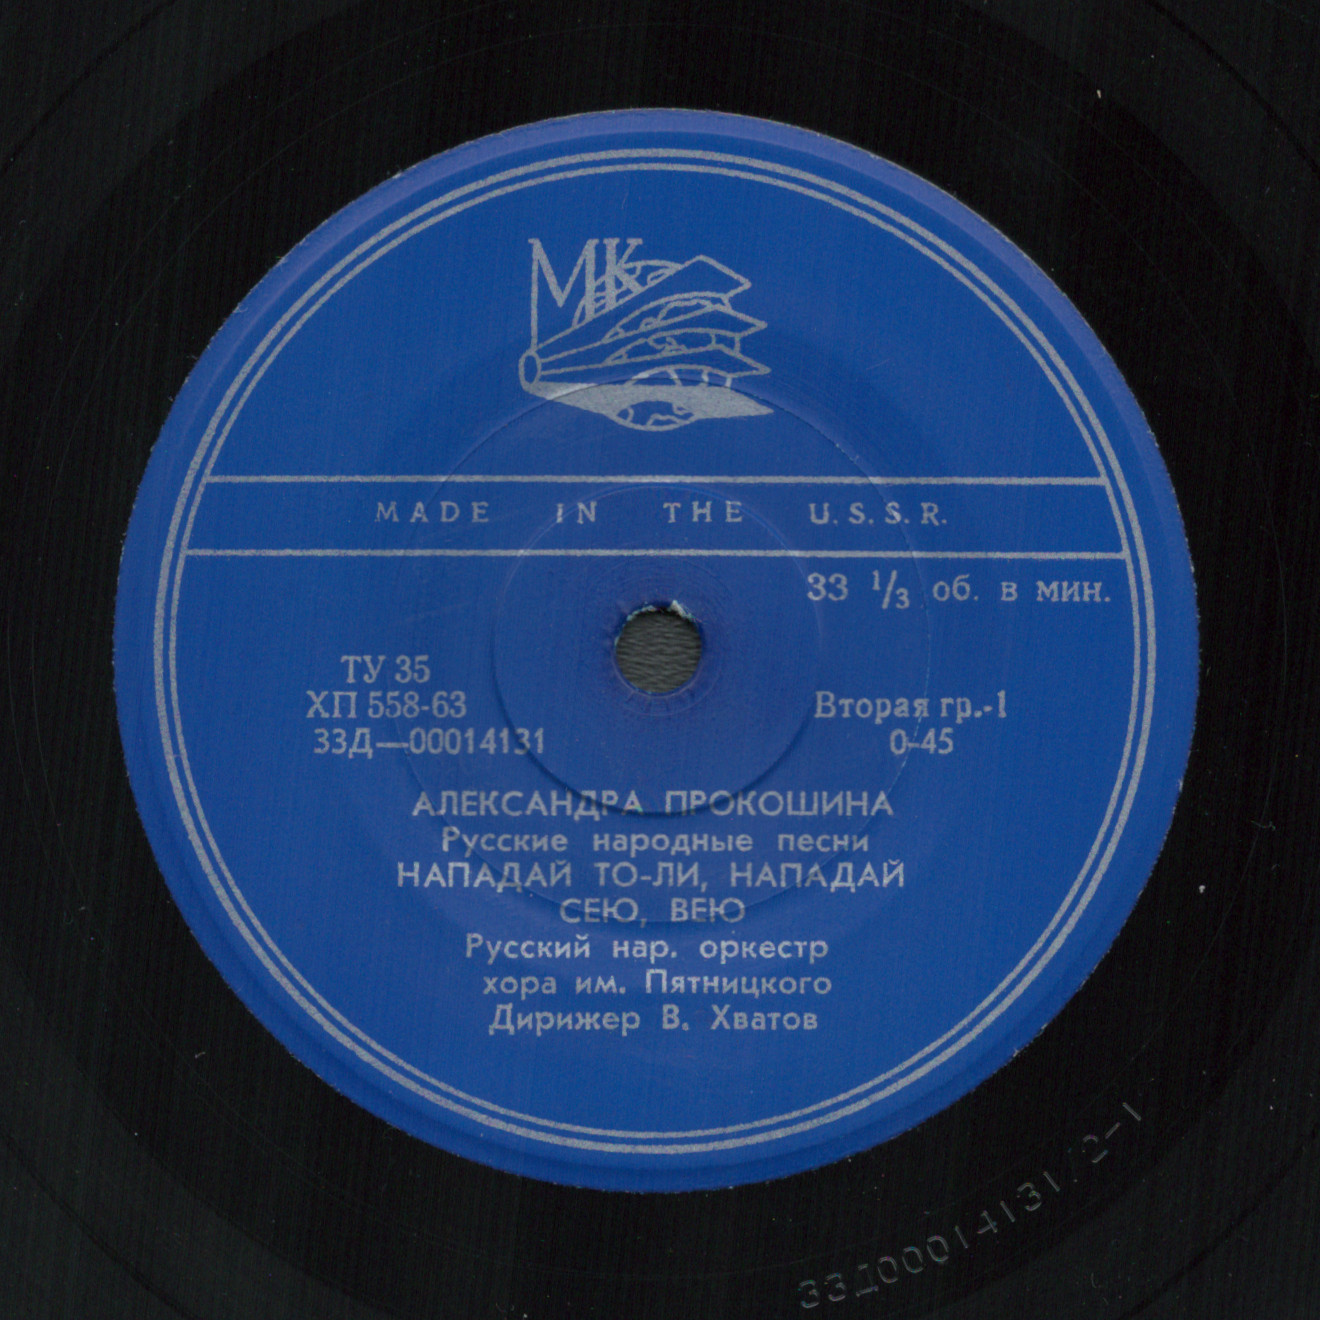 МК
MADE IN THE U.S.S.R.
33 1/3 об. в мин.
ТУ 35
ХП 558-63
33Д—00014131
Вторая гр.-1
0-45
АЛЕКСАНДРА ПРОКОШИНА
Русские народные песни
НАПАДАЙ ТО-ЛИ, НАПАДАЙ
СЕЮ, ВЕЮ
Русский нар. оркестр
хора им. Пятницкого
Дирижер В. Хватов
33Д00014131/2-1